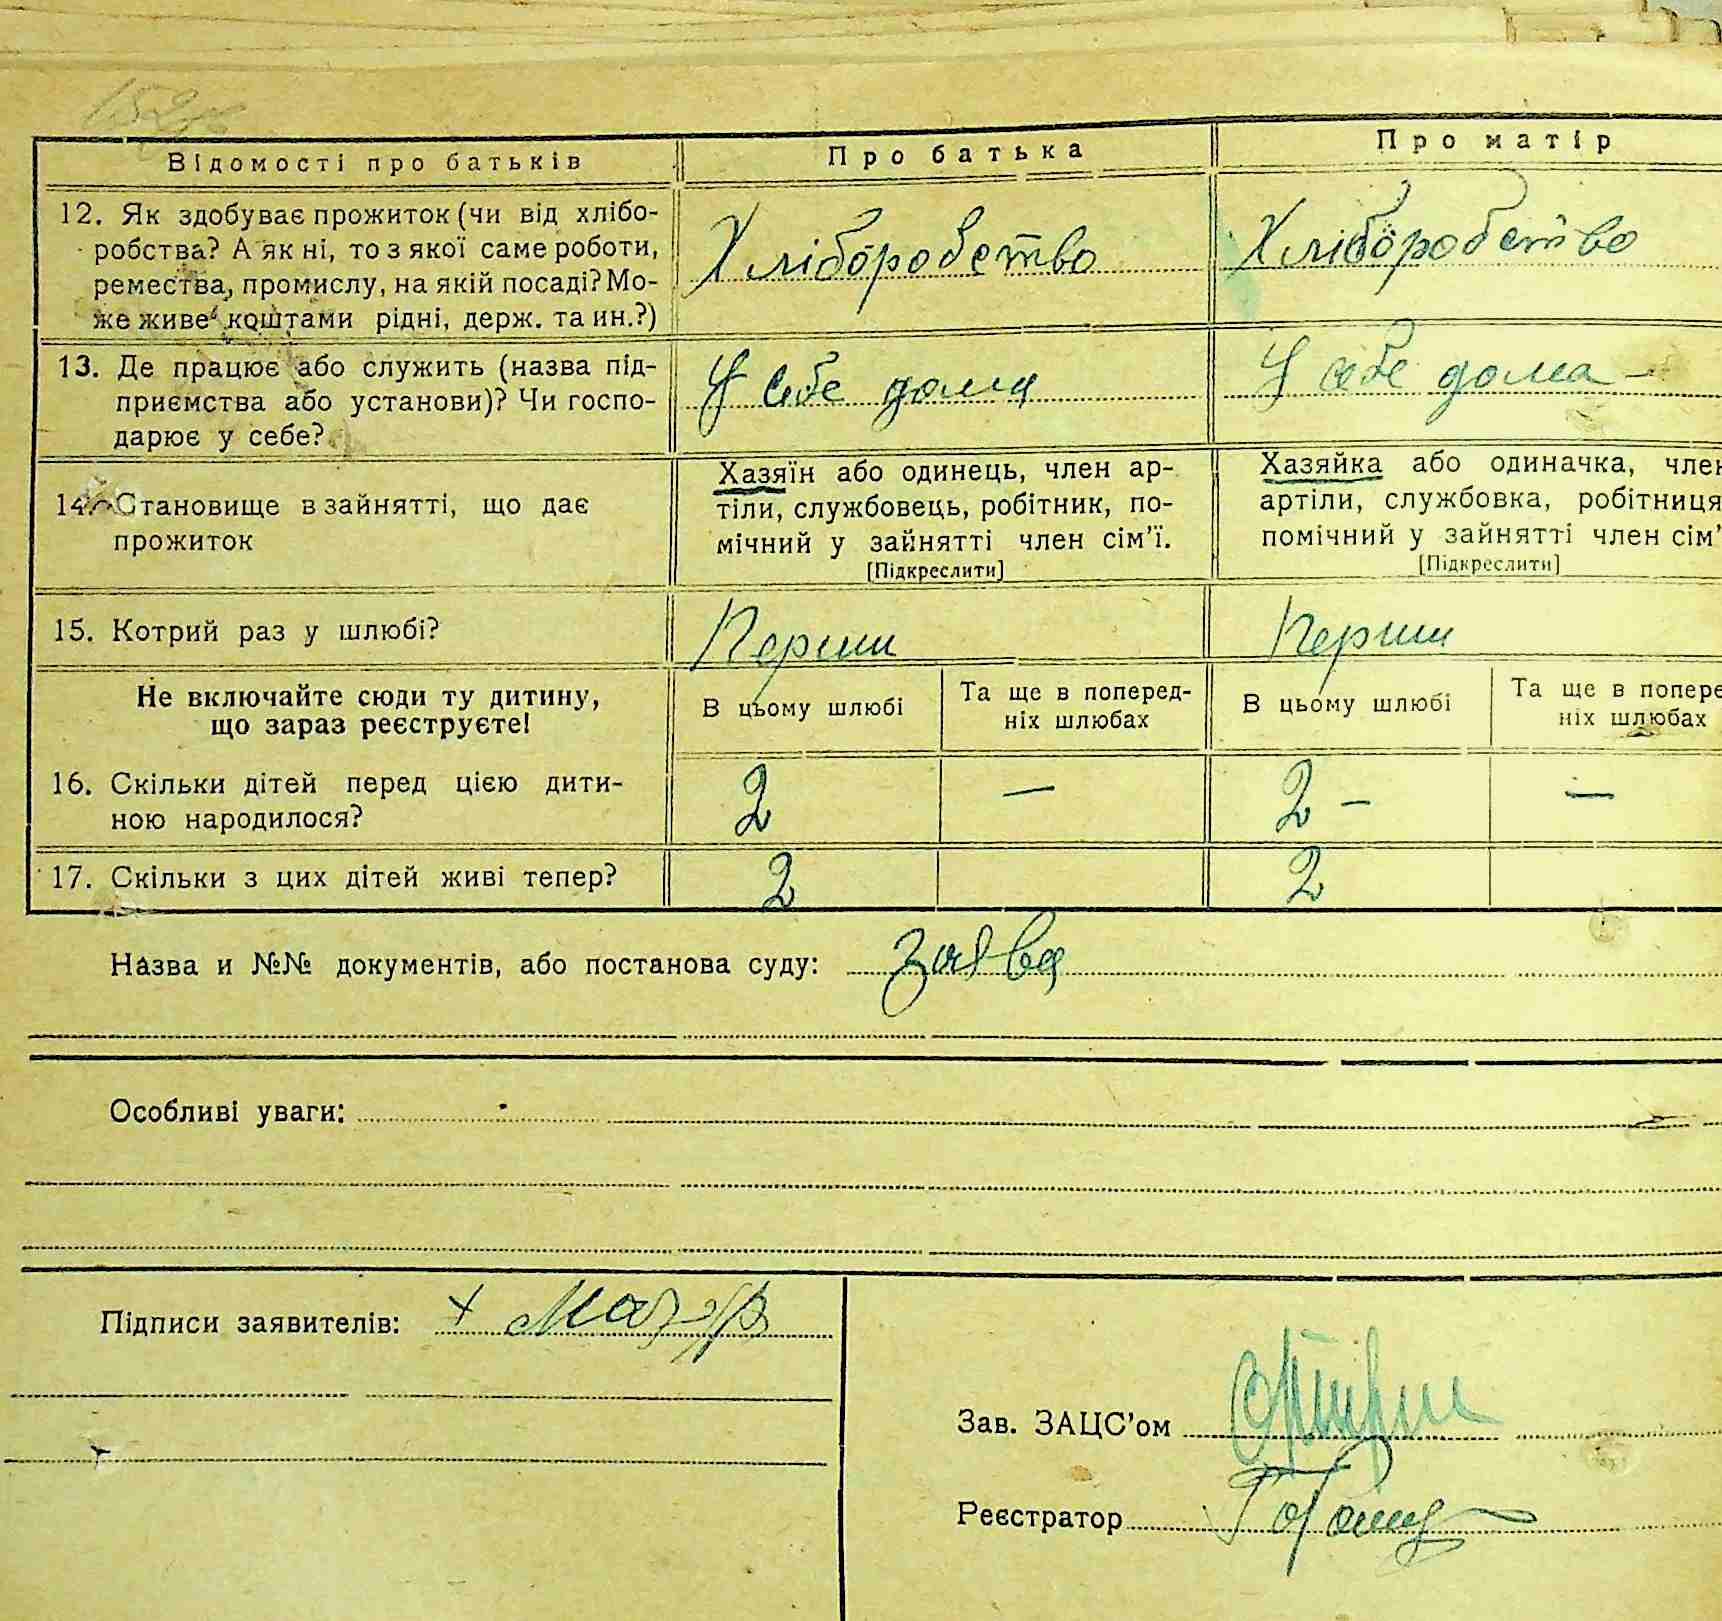 Відомості про батьків Про батька Про матір
12. Як здобуває прожиток (чи від хлібо-
робства? А як ні, то з якої саме роботи,
ремества, промислу, на якій посаді? Мо-
же живе коштами рідні, держ. та ин.?)
Хліборобство Хліборобство
13. Де працює або служить (назва під-
приємства або установи)? Чи госпо-
дарює у себе?
У себе дома У себе дома —
14. Становище в зайнятті, що дає
прожиток
Хазяїн або одинець, член ар-
тіли, службовець, робітник, по-
мічний у зайнятті член сім'ї.
[Підкреслити]
Хазяйка або одиначка, член
артіли, службовка, робітниця
помічний у зайнятті член сім'
[Підкреслити]
15. Котрий раз у шлюбі? Перши Перши
Не включайте сюди ту дитину,
що зараз реєструєте!
В цьому шлюбі
Та ще в поперед-
ніх шлюбах
В цьому шлюбі
Та ще в попере
ніх шлюбах
16. Скільки дітей перед цією дити-
ною народилося?
2 — 2 – —
17. Скільки з цих дітей живі тепер? 2 2
Назва и №№ документів, або постанова суду: заява
Особливі уваги:
Підписи заявителів: +
Зав. ЗАЦС'ом
Реєстратор